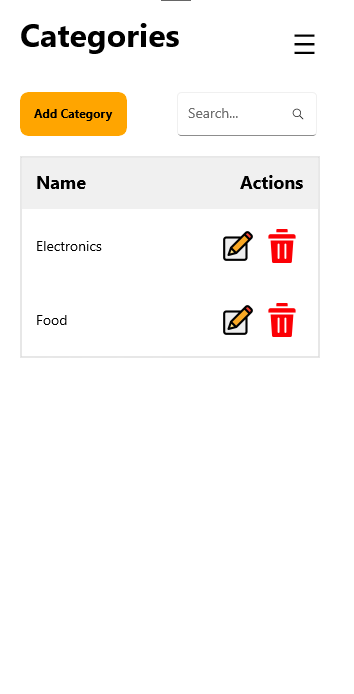 Categories
Add Category
Search...
Name
Actions
Electronics
Food